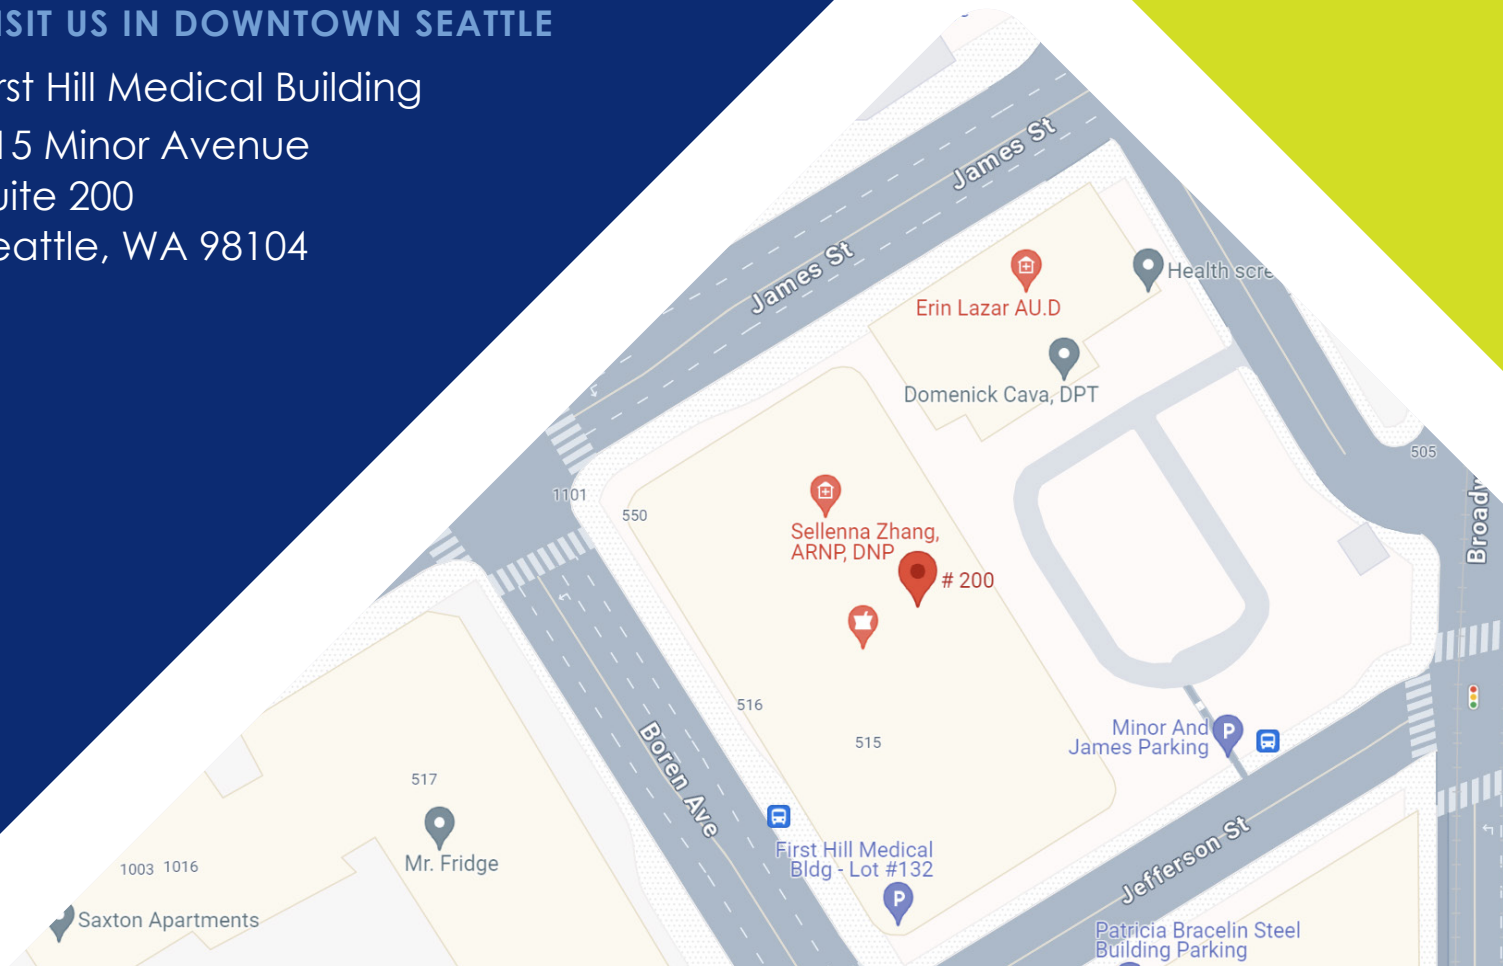 ISIT US IN DOWNTOWN SEATTLE
rst Hill Medical Building
15 Minor Avenue
uite 200
eattle, WA 98104
James St
James St
Erin Lazar AU.D
Health scre
Domenick Cava, DPT
505
Broadw
1101
550
Sellenna Zhang,
ARNP, DNP
# 200
516
515
Minor And
James Parking
P
Boren Ave
517
Mr. Fridge
First Hill Medical
Bldg - Lot #132
P
Jefferson St
1003 1016
Saxton Apartments
Patricia Bracelin Steel
Building Parking